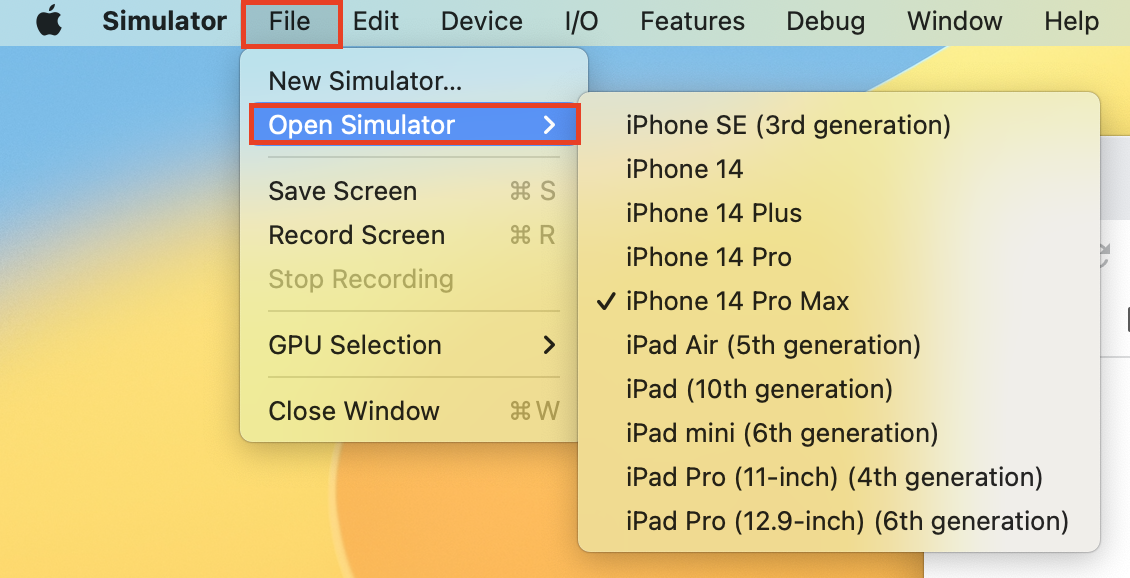 Simulator File Edit Device I/O Features Debug Window Help
New Simulator...
Open Simulator
Save Screen ⌘ S
Record Screen ⌘ R
Stop Recording
GPU Selection
Close Window ⌘ W
iPhone SE (3rd generation)
iPhone 14
iPhone 14 Plus
iPhone 14 Pro
✓ iPhone 14 Pro Max
iPad Air (5th generation)
iPad (10th generation)
iPad mini (6th generation)
iPad Pro (11-inch) (4th generation)
iPad Pro (12.9-inch) (6th generation)